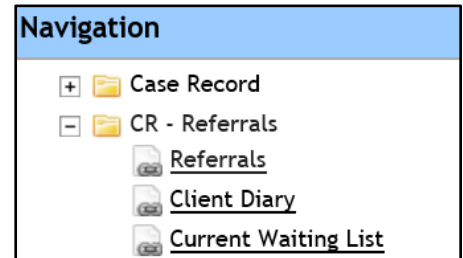 Navigation
Case Record
CR - Referrals
Referrals
Client Diary
Current Waiting List